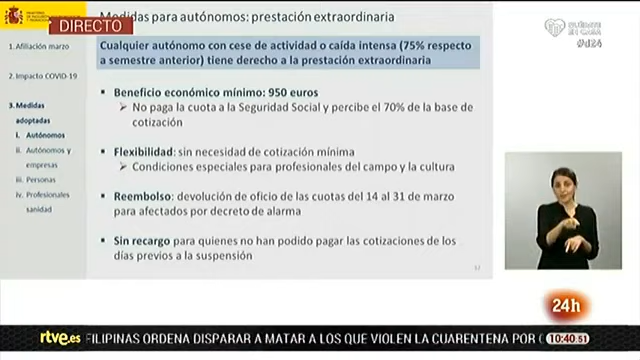 Medidas para autónomos: prestación extraordinaria
DIRECTO
QUÉDATE
EN CASA
#d24
Cualquier autónomo con cese de actividad o caída intensa (75% respecto
a semestre anterior) tiene derecho a la prestación extraordinaria
1. Afiliación marzo
2. Impacto COVID-19
3. Medidas
adoptadas
i. Autónomos
ii. Autónomos y
empresas
iii. Personas
iv. Profesionales
sanidad
• Beneficio económico mínimo: 950 euros
➢ No paga la cuota a la Seguridad Social y percibe el 70% de la base de
cotización
• Flexibilidad: sin necesidad de cotización mínima
➢ Condiciones especiales para profesionales del campo y la cultura
• Reembolso: devolución de oficio de las cuotas del 14 al 31 de marzo
para afectados por decreto de alarma
• Sin recargo para quienes no han podido pagar las cotizaciones de los
días previos a la suspensión
24h
rtve.es
FILIPINAS ORDENA DISPARAR A MATAR A LOS QUE VIOLEN LA CUARENTENA POR
10:40:51